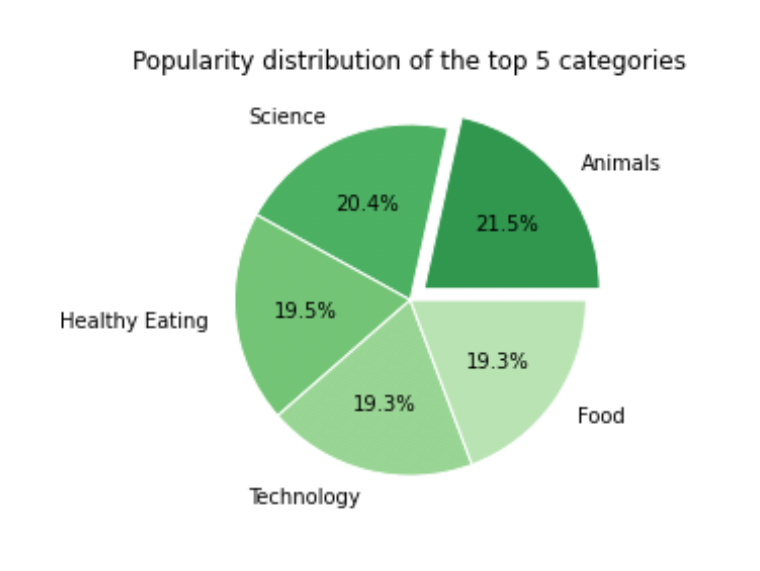 Popularity distribution of the top 5 categories
Science
Animals
20.4%
21.5%
19.5%
Healthy Eating
19.3%
19.3%
Food
Technology